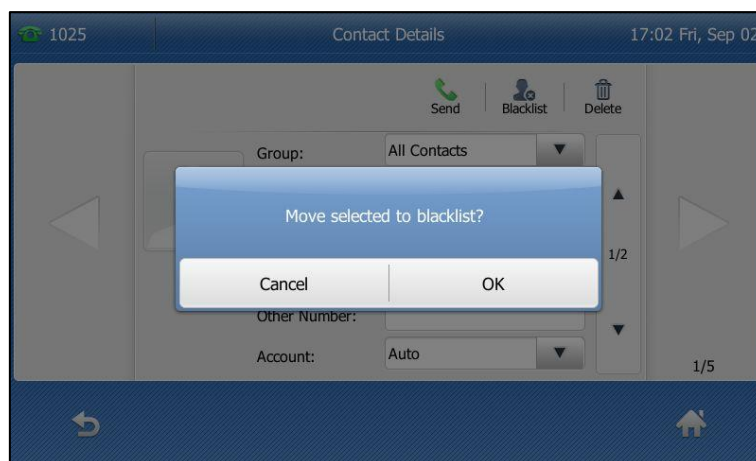 1025 Contact Details 17:02 Fri, Sep 02
Send Blacklist Delete
Group: All Contacts
Move selected to blacklist?
1/2
Cancel OK
Other Number:
Account: Auto
1/5